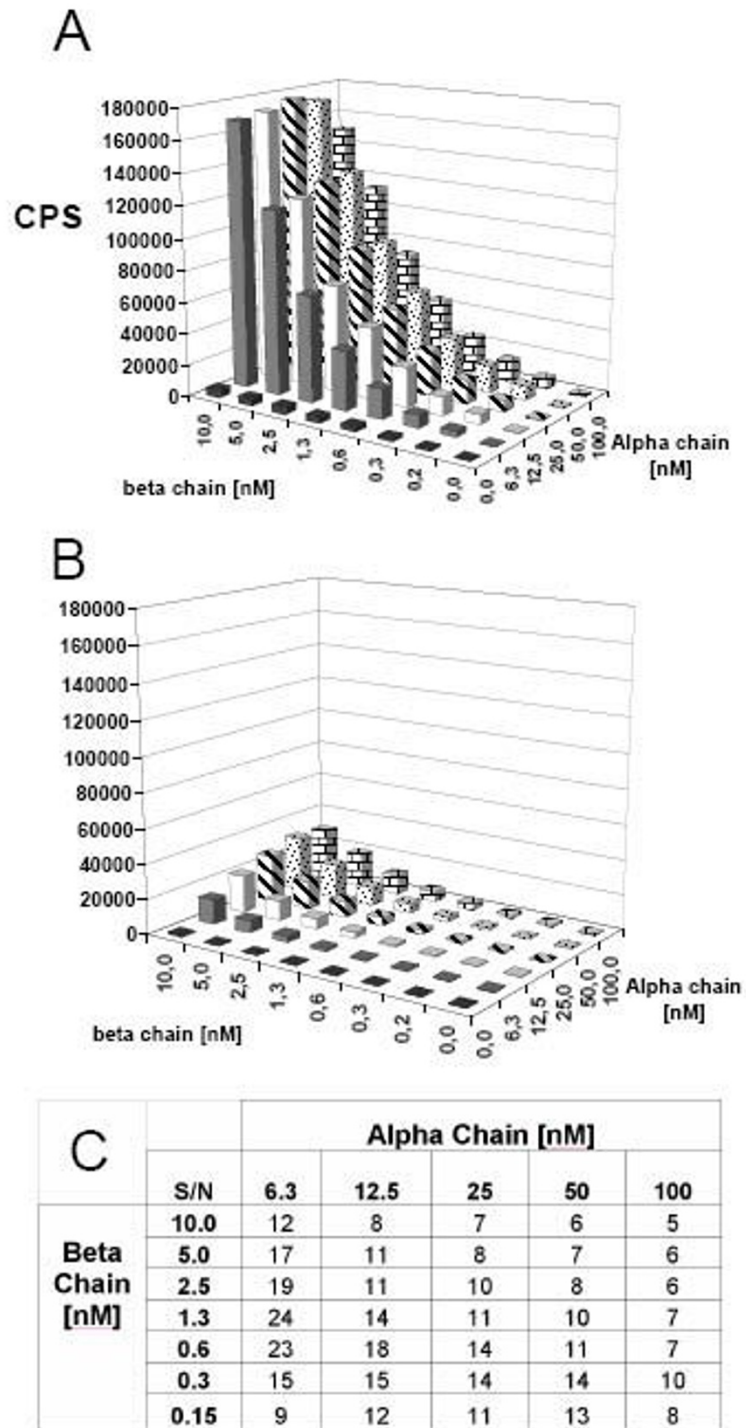 A
180000
160000
140000
120000
CPS
100000
80000
60000
40000
20000
0
10,0
5,0
2,5
1,3
0,6
0,3
0,2
0,0
0,0
6,3
12,5
25,0
50,0
100,0
Alpha chain
[nM]
beta chain [nM]
B
180000
160000
140000
120000
100000
80000
60000
40000
20000
0
10,0
5,0
2,5
1,3
0,6
0,3
0,2
0,0
0,0
6,3
12,5
25,0
50,0
100,0
Alpha chain
[nM]
beta chain [nM]
C
Alpha Chain [nM]
S/N 6.3 12.5 25 50 100
Beta Chain [nM]
10.0 12 8 7 6 5
5.0 17 11 8 7 6
2.5 19 11 10 8 6
1.3 24 14 11 10 7
0.6 23 18 14 11 7
0.3 15 15 14 14 10
0.15 9 12 11 13 8